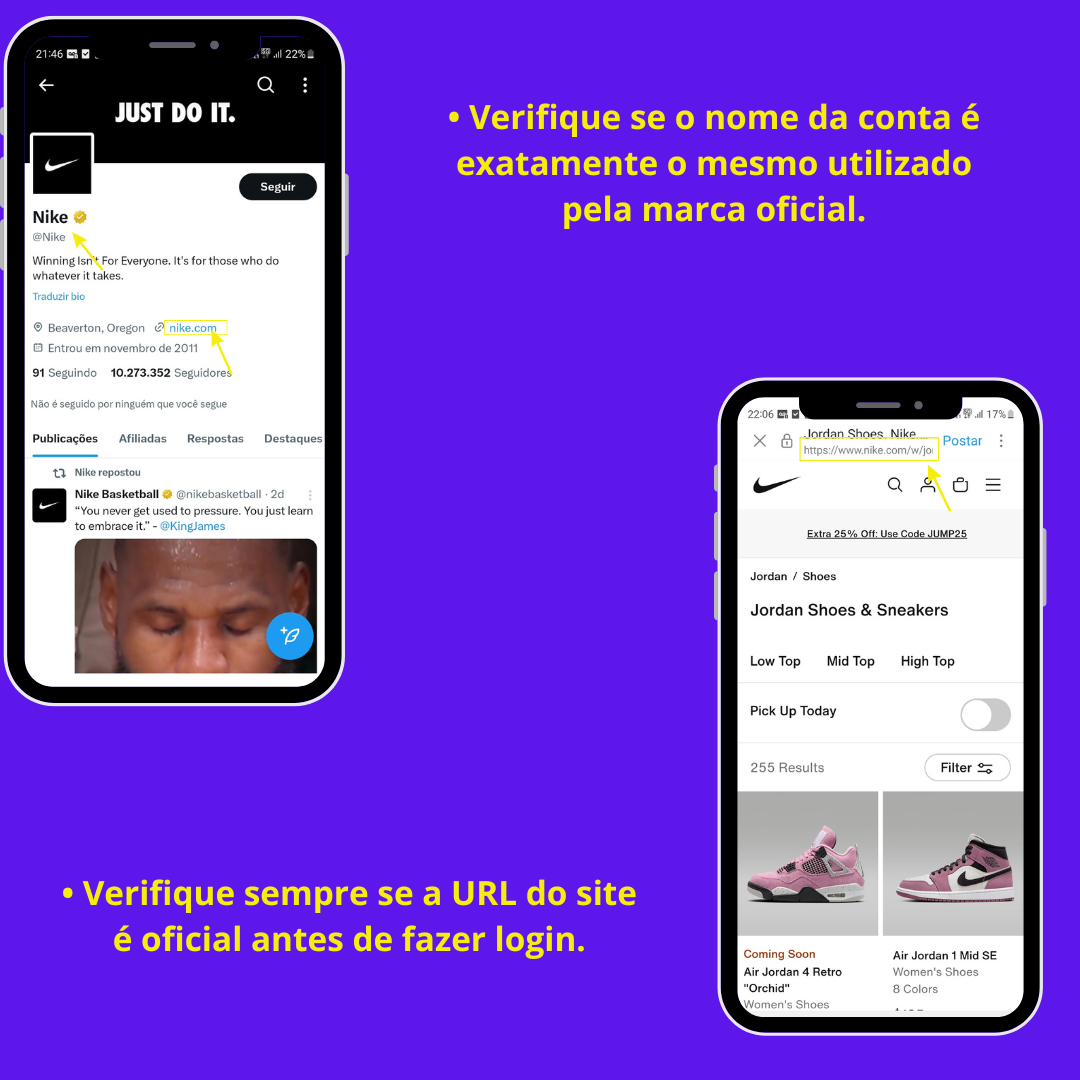 21:46
22%
JUST DO IT.
Seguir
Nike
@Nike
Winning Isn't For Everyone. It's for those who do
whatever it takes.
Traduzir bio
Beaverton, Oregon nike.com
Entrou em novembro de 2011
91 Seguindo 10.273.352 Seguidores
Não é seguido por ninguém que você segue
Publicações Afiliadas Respostas Destaques
Nike repostou
Nike Basketball @nikebasketball · 2d
“You never get used to pressure. You just learn
to embrace it.” - @KingJames
• Verifique se o nome da conta é
exatamente o mesmo utilizado
pela marca oficial.
22:06
17%
Jordan Shoes. Nike...
https://www.nike.com/w/jo
Postar
Extra 25% Off: Use Code JUMP25
Jordan / Shoes
Jordan Shoes & Sneakers
Low Top Mid Top High Top
Pick Up Today
255 Results
Filter
Coming Soon
Air Jordan 4 Retro
"Orchid"
Women's Shoes
Air Jordan 1 Mid SE
Women's Shoes
8 Colors
• Verifique sempre se a URL do site
é oficial antes de fazer login.